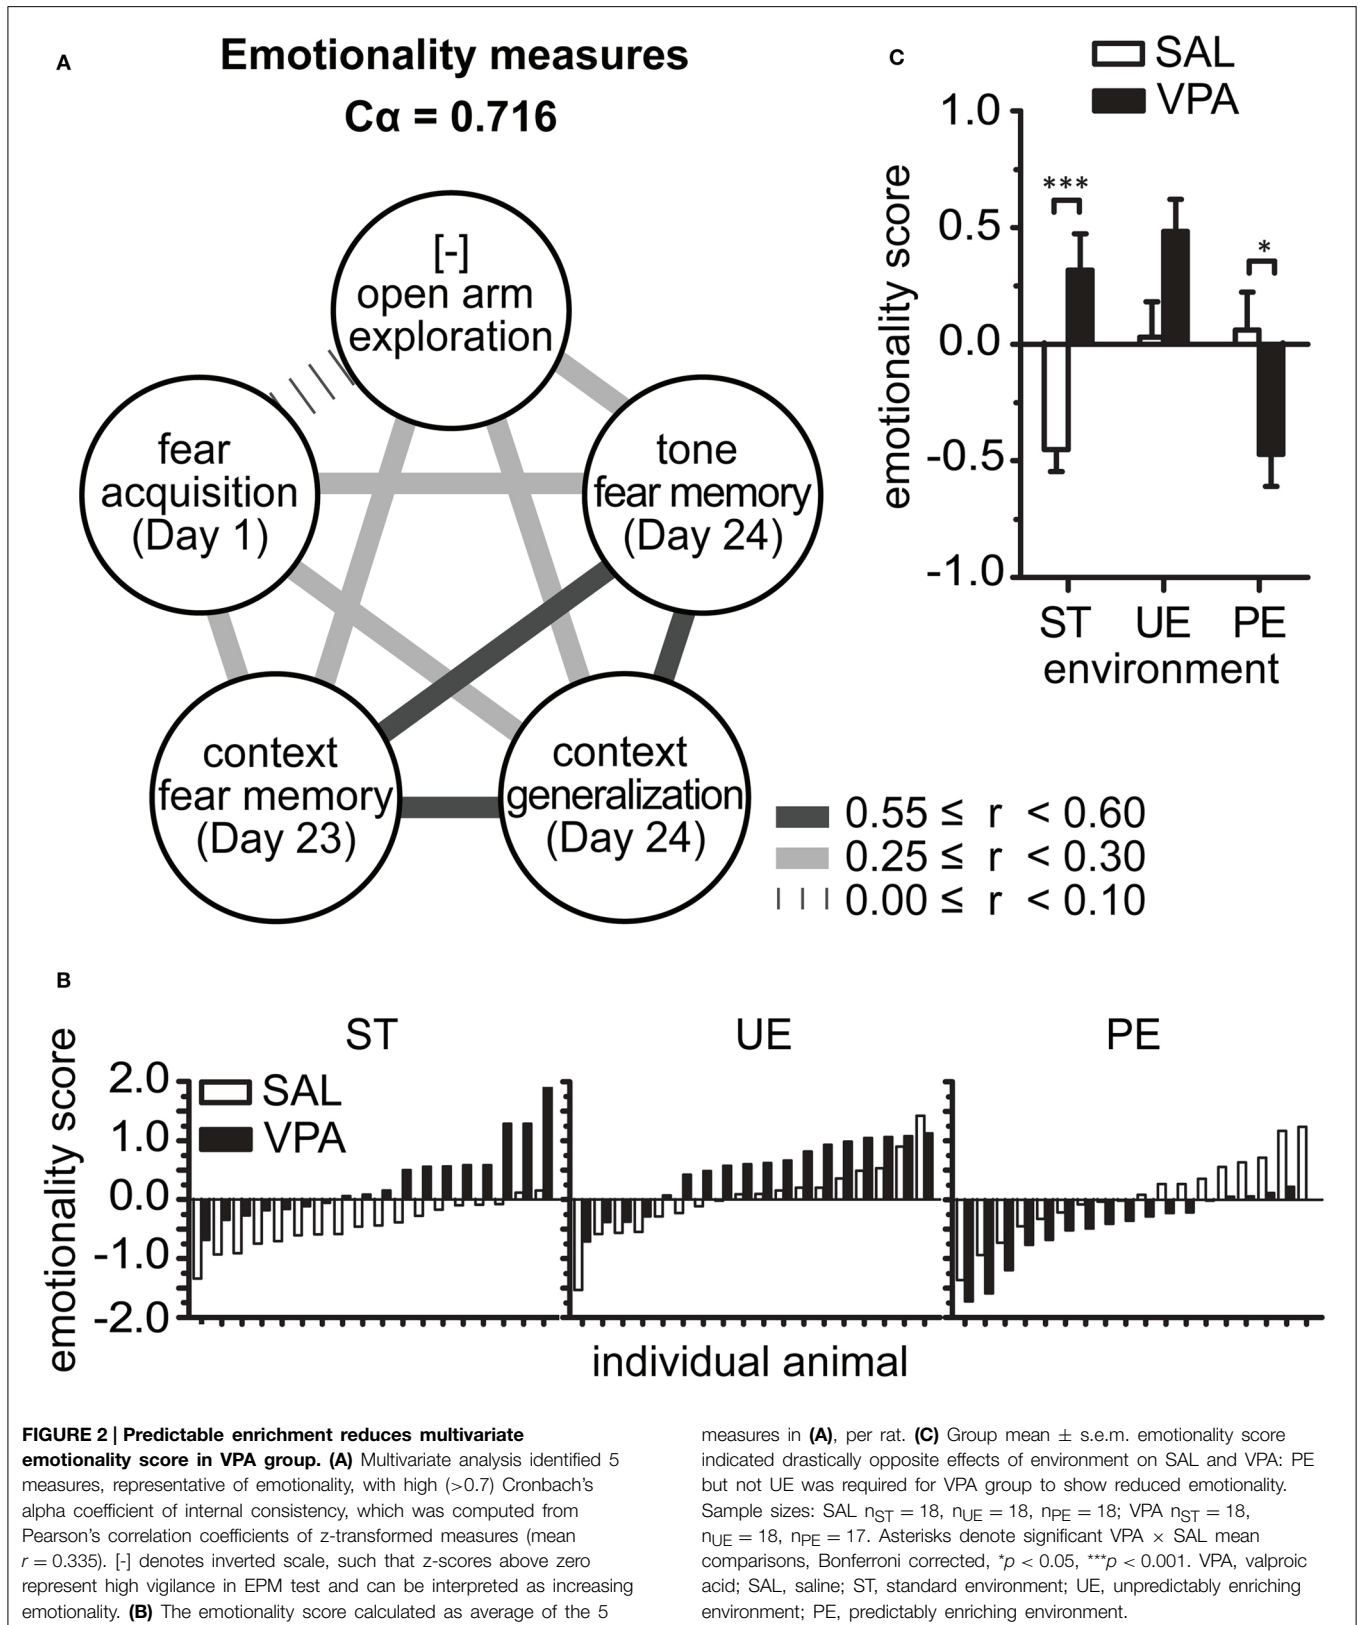 A
Emotionality measures
Cα = 0.716
[-]
open arm
exploration
fear
acquisition
(Day 1)
tone
fear memory
(Day 24)
context
fear memory
(Day 23)
context
generalization
(Day 24)
0.55 ≤ r < 0.60
0.25 ≤ r < 0.30
0.00 ≤ r < 0.10
C
SAL
VPA
emotionality score
1.0
0.5
0.0
-0.5
-1.0
***
*
ST UE PE
environment
B
ST UE PE
emotionality score
2.0
1.0
0.0
-1.0
-2.0
SAL
VPA
individual animal
FIGURE 2 | Predictable enrichment reduces multivariate
emotionality score in VPA group. (A) Multivariate analysis identified 5
measures, representative of emotionality, with high (>0.7) Cronbach's
alpha coefficient of internal consistency, which was computed from
Pearson's correlation coefficients of z-transformed measures (mean
r = 0.335). [-] denotes inverted scale, such that z-scores above zero
represent high vigilance in EPM test and can be interpreted as increasing
emotionality. (B) The emotionality score calculated as average of the 5
measures in (A), per rat. (C) Group mean ± s.e.m. emotionality score
indicated drastically opposite effects of environment on SAL and VPA: PE
but not UE was required for VPA group to show reduced emotionality.
Sample sizes: SAL nST = 18, nUE = 18, nPE = 18; VPA nST = 18,
nUE = 18, nPE = 17. Asterisks denote significant VPA × SAL mean
comparisons, Bonferroni corrected, *p < 0.05, ***p < 0.001. VPA, valproic
acid; SAL, saline; ST, standard environment; UE, unpredictably enriching
environment; PE, predictably enriching environment.